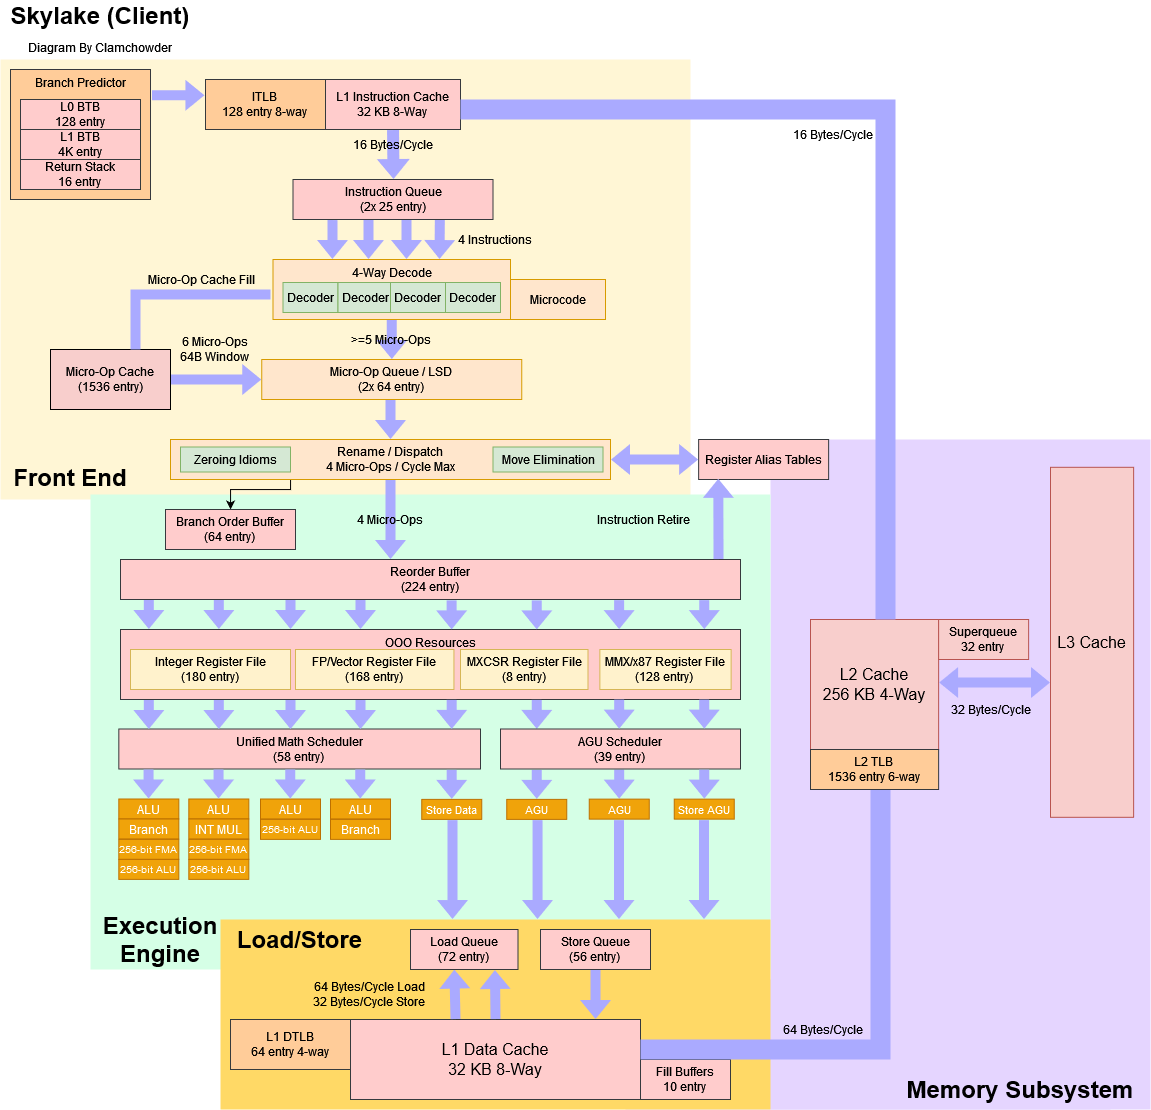 Skylake (Client)
Diagram By Clamchowder
Branch Predictor
L0 BTB
128 entry
L1 BTB
4K entry
Return Stack
16 entry
ITLB
128 entry 8-way
L1 Instruction Cache
32 KB 8-Way
16 Bytes/Cycle
16 Bytes/Cycle
Instruction Queue
(2x 25 entry)
4 Instructions
4-Way Decode
Decoder
Decoder
Decoder
Decoder
Microcode
Micro-Op Cache Fill
>=5 Micro-Ops
6 Micro-Ops
64B Window
Micro-Op Cache
(1536 entry)
Micro-Op Queue / LSD
(2x 64 entry)
Zeroing Idioms
Rename / Dispatch
4 Micro-Ops / Cycle Max
Move Elimination
Register Alias Tables
Front End
Branch Order Buffer
(64 entry)
4 Micro-Ops
Instruction Retire
Reorder Buffer
(224 entry)
OOO Resources
Integer Register File
(180 entry)
FP/Vector Register File
(168 entry)
MXCSR Register File
(8 entry)
MMX/x87 Register File
(128 entry)
Unified Math Scheduler
(58 entry)
AGU Scheduler
(39 entry)
ALU
Branch
256-bit FMA
256-bit ALU
ALU
INT MUL
256-bit FMA
256-bit ALU
ALU
256-bit ALU
ALU
Branch
Store Data
AGU
AGU
Store AGU
Execution
Engine
Load/Store
Load Queue
(72 entry)
Store Queue
(56 entry)
64 Bytes/Cycle Load
32 Bytes/Cycle Store
L1 DTLB
64 entry 4-way
L1 Data Cache
32 KB 8-Way
Fill Buffers
10 entry
64 Bytes/Cycle
L2 Cache
256 KB 4-Way
L2 TLB
1536 entry 6-way
Superqueue
32 entry
32 Bytes/Cycle
L3 Cache
Memory Subsystem